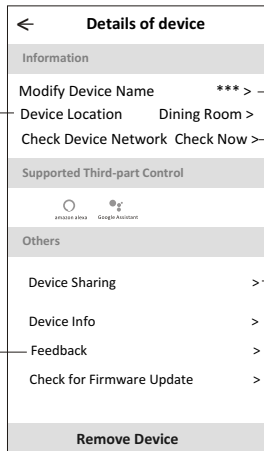 ← Details of device
Information
Modify Device Name *** >
Device Location Dining Room >
Check Device Network Check Now >
Supported Third-part Control
amazon alexa Google Assistant
Others
Device Sharing >
Device Info >
Feedback >
Check for Firmware Update >
Remove Device